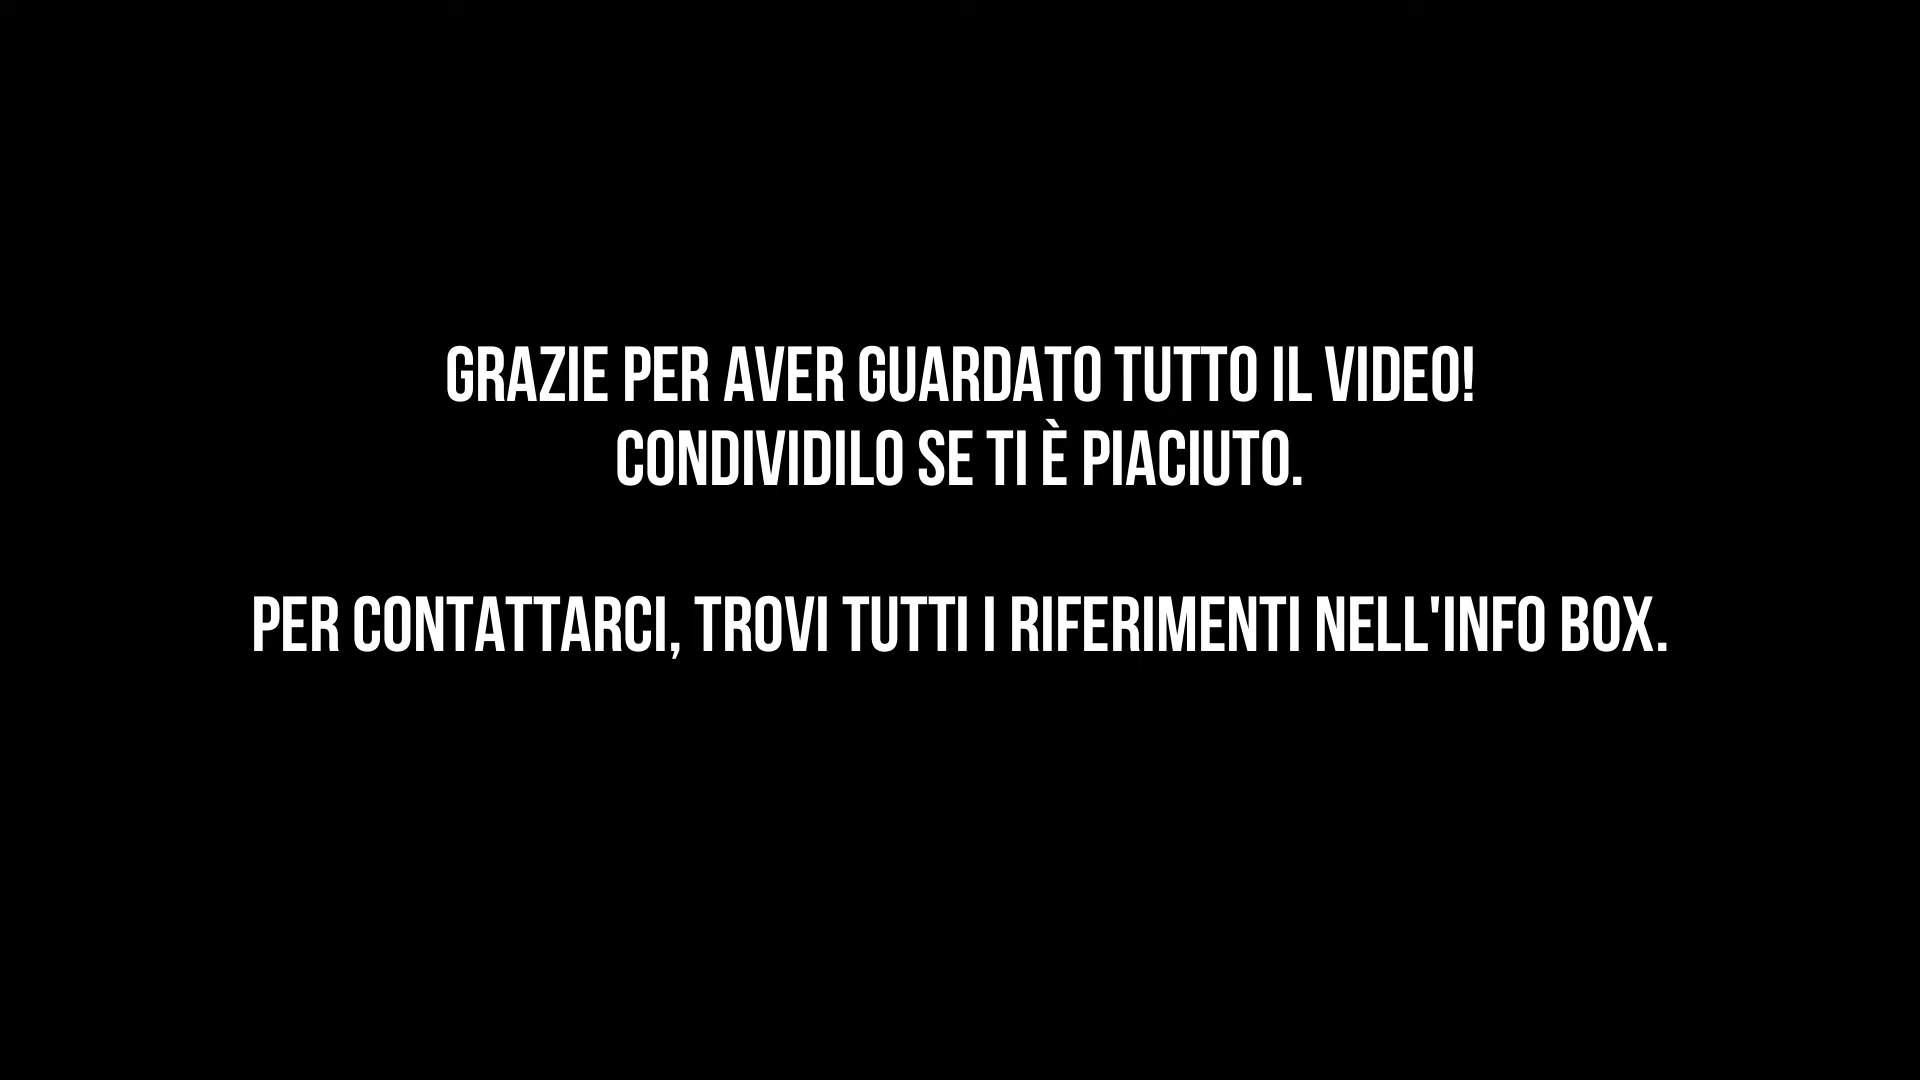 GRAZIE PER AVER GUARDATO TUTTO IL VIDEO!
CONDIVIDILO SE TI È PIACIUTO.
PER CONTATTARCI, TROVI TUTTI I RIFERIMENTI NELL'INFO BOX.